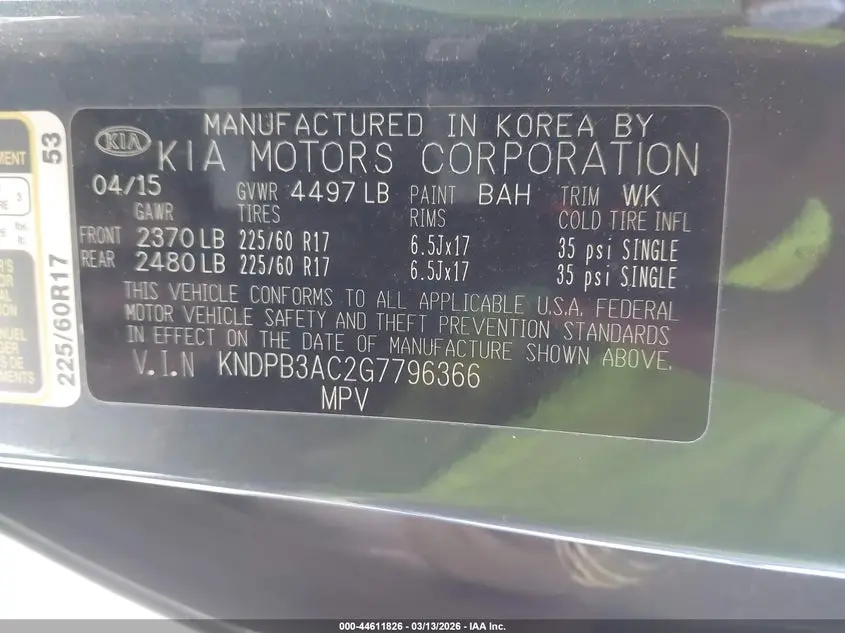 KIA
MANUFACTURED IN KOREA BY
KIA MOTORS CORPORATION
04/15 GVWR 4497 LB PAINT BAH TRIM WK
GAWR TIRES RIMS COLD TIRE INFL
FRONT 2370 LB 225/60 R17 6.5Jx17 35 psi SINGLE
REAR 2480 LB 225/60 R17 6.5Jx17 35 psi SINGLE
THIS VEHICLE CONFORMS TO ALL APPLICABLE U.S.A. FEDERAL
MOTOR VEHICLE SAFETY AND THEFT PREVENTION STANDARDS
IN EFFECT ON THE DATE OF MANUFACTURE SHOWN ABOVE.
V.I.N KNDPB3AC2G7796366
MPV
225/60R17 53
000-44611826 - 03/13/2026 - IAA Inc.